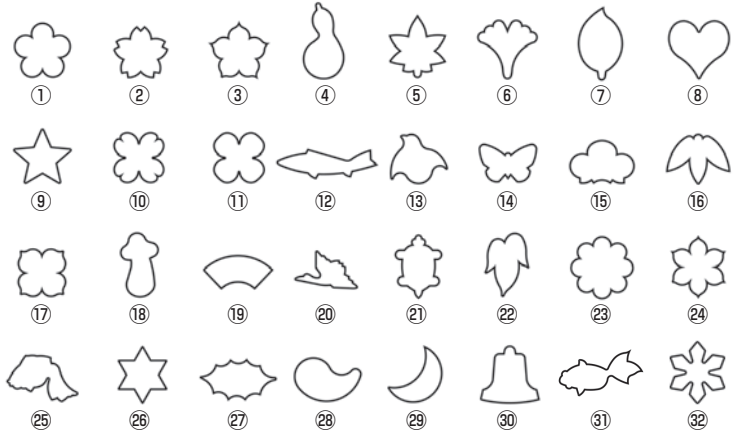 ① ② ③ ④ ⑤ ⑥ ⑦ ⑧
⑨ ⑩ ⑪ ⑫ ⑬ ⑭ ⑮ ⑯
⑰ ⑱ ⑲ ⑳ ㉑ ㉒ ㉓ ㉔
㉕ ㉖ ㉗ ㉘ ㉙ ㉚ ㉛ ㉜